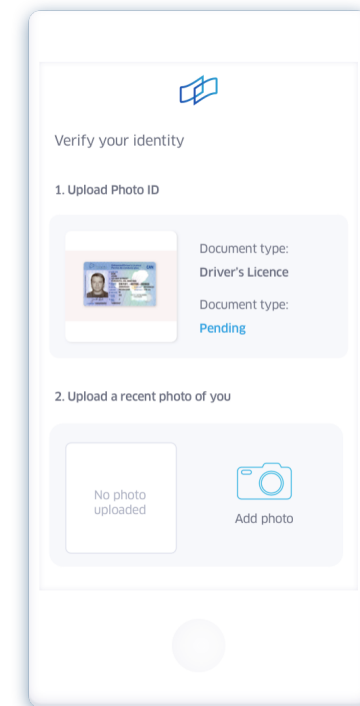 Verify your identity
1. Upload Photo ID
Document type:
Driver's Licence
Document type:
Pending
2. Upload a recent photo of you
No photo
uploaded
Add photo